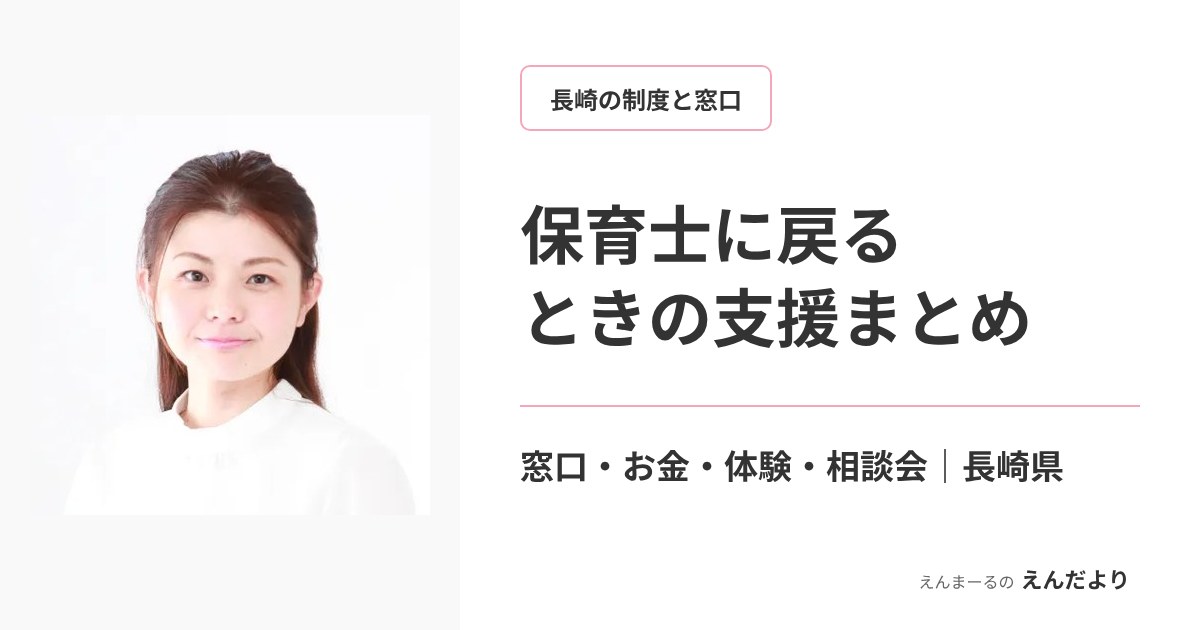 長崎の制度と窓口
保育士に戻る
ときの支援まとめ
窓口・お金・体験・相談会｜長崎県
えんまーるの えんだより